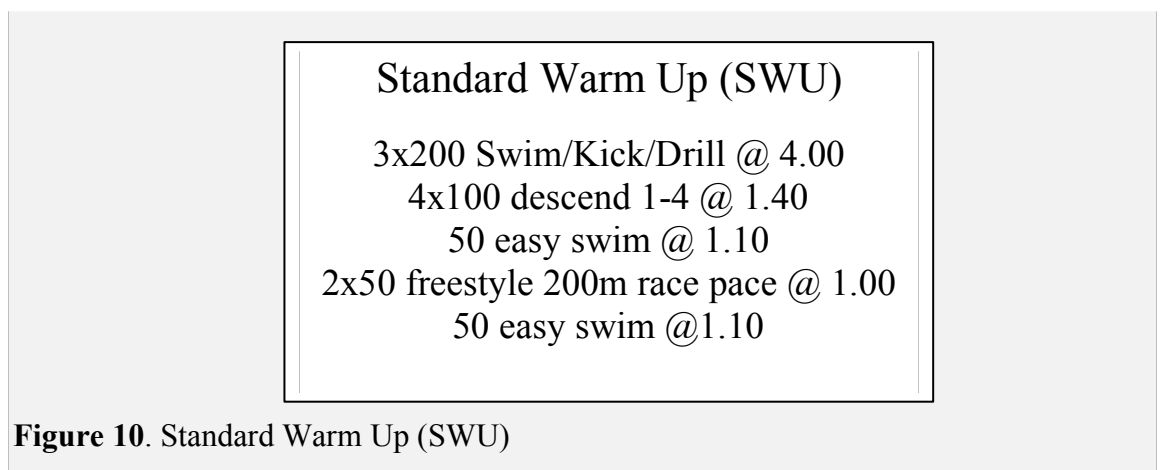 Standard Warm Up (SWU)
3x200 Swim/Kick/Drill @ 4.00
4x100 descend 1-4 @ 1.40
50 easy swim @ 1.10
2x50 freestyle 200m race pace @ 1.00
50 easy swim @1.10
Figure 10. Standard Warm Up (SWU)